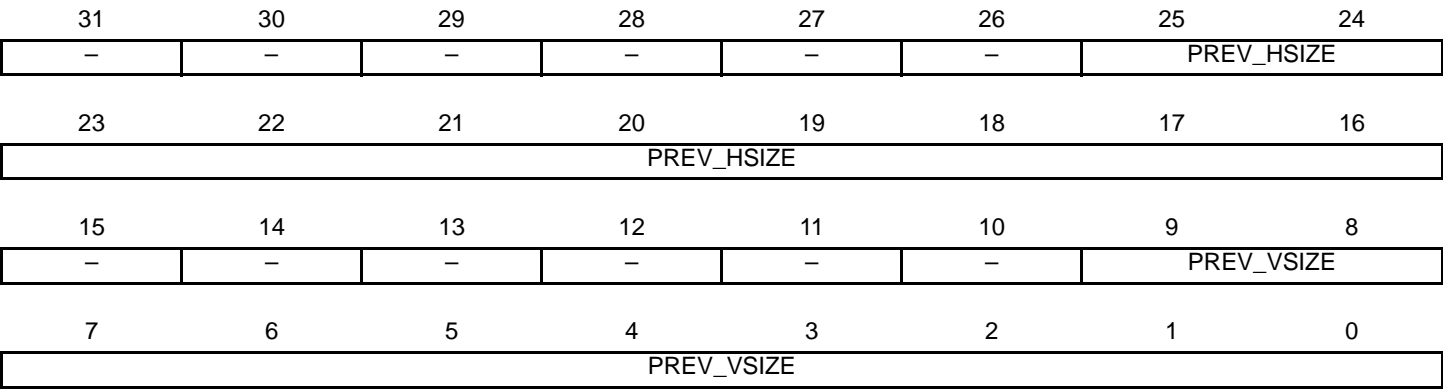 31 30 29 28 27 26 25 24
– – – – – – PREV_HSIZE
23 22 21 20 19 18 17 16
PREV_HSIZE
15 14 13 12 11 10 9 8
– – – – – – PREV_VSIZE
7 6 5 4 3 2 1 0
PREV_VSIZE